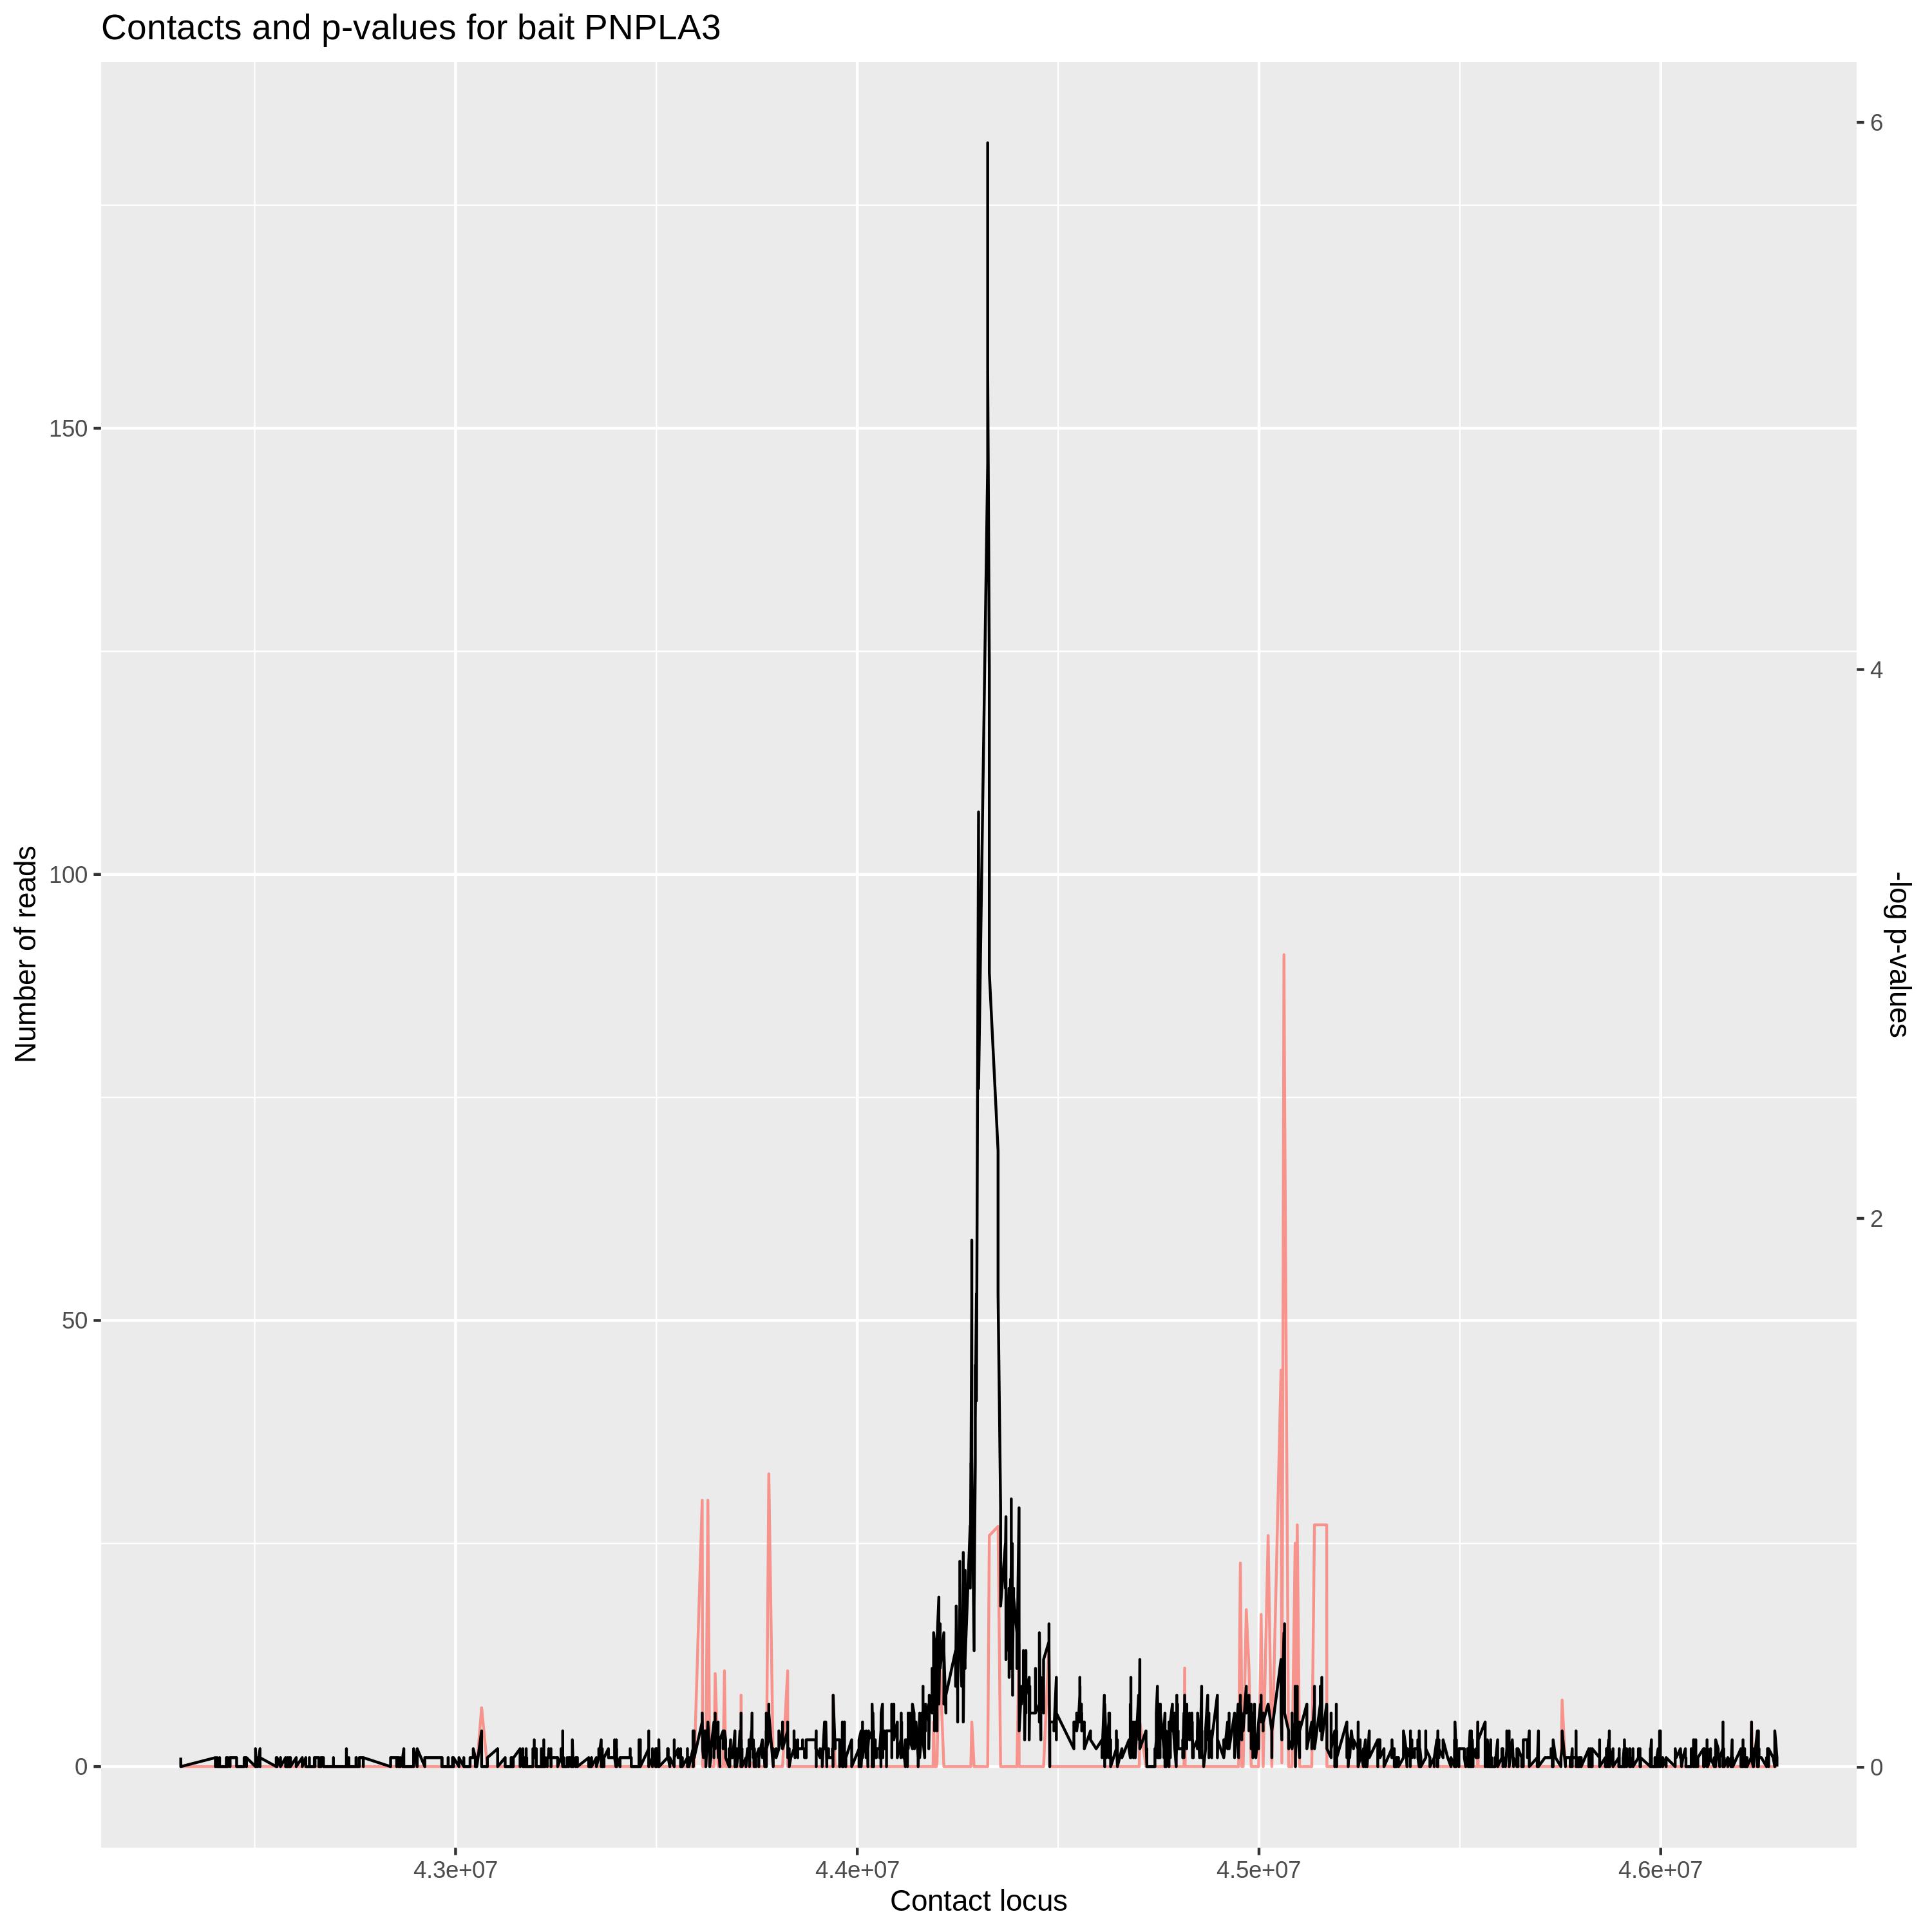 Contacts and p-values for bait PNPLA3
Number of reads
150
100
50
0
6
4
2
0
-log p-values
4.3e+07
4.4e+07
4.5e+07
4.6e+07
Contact locus